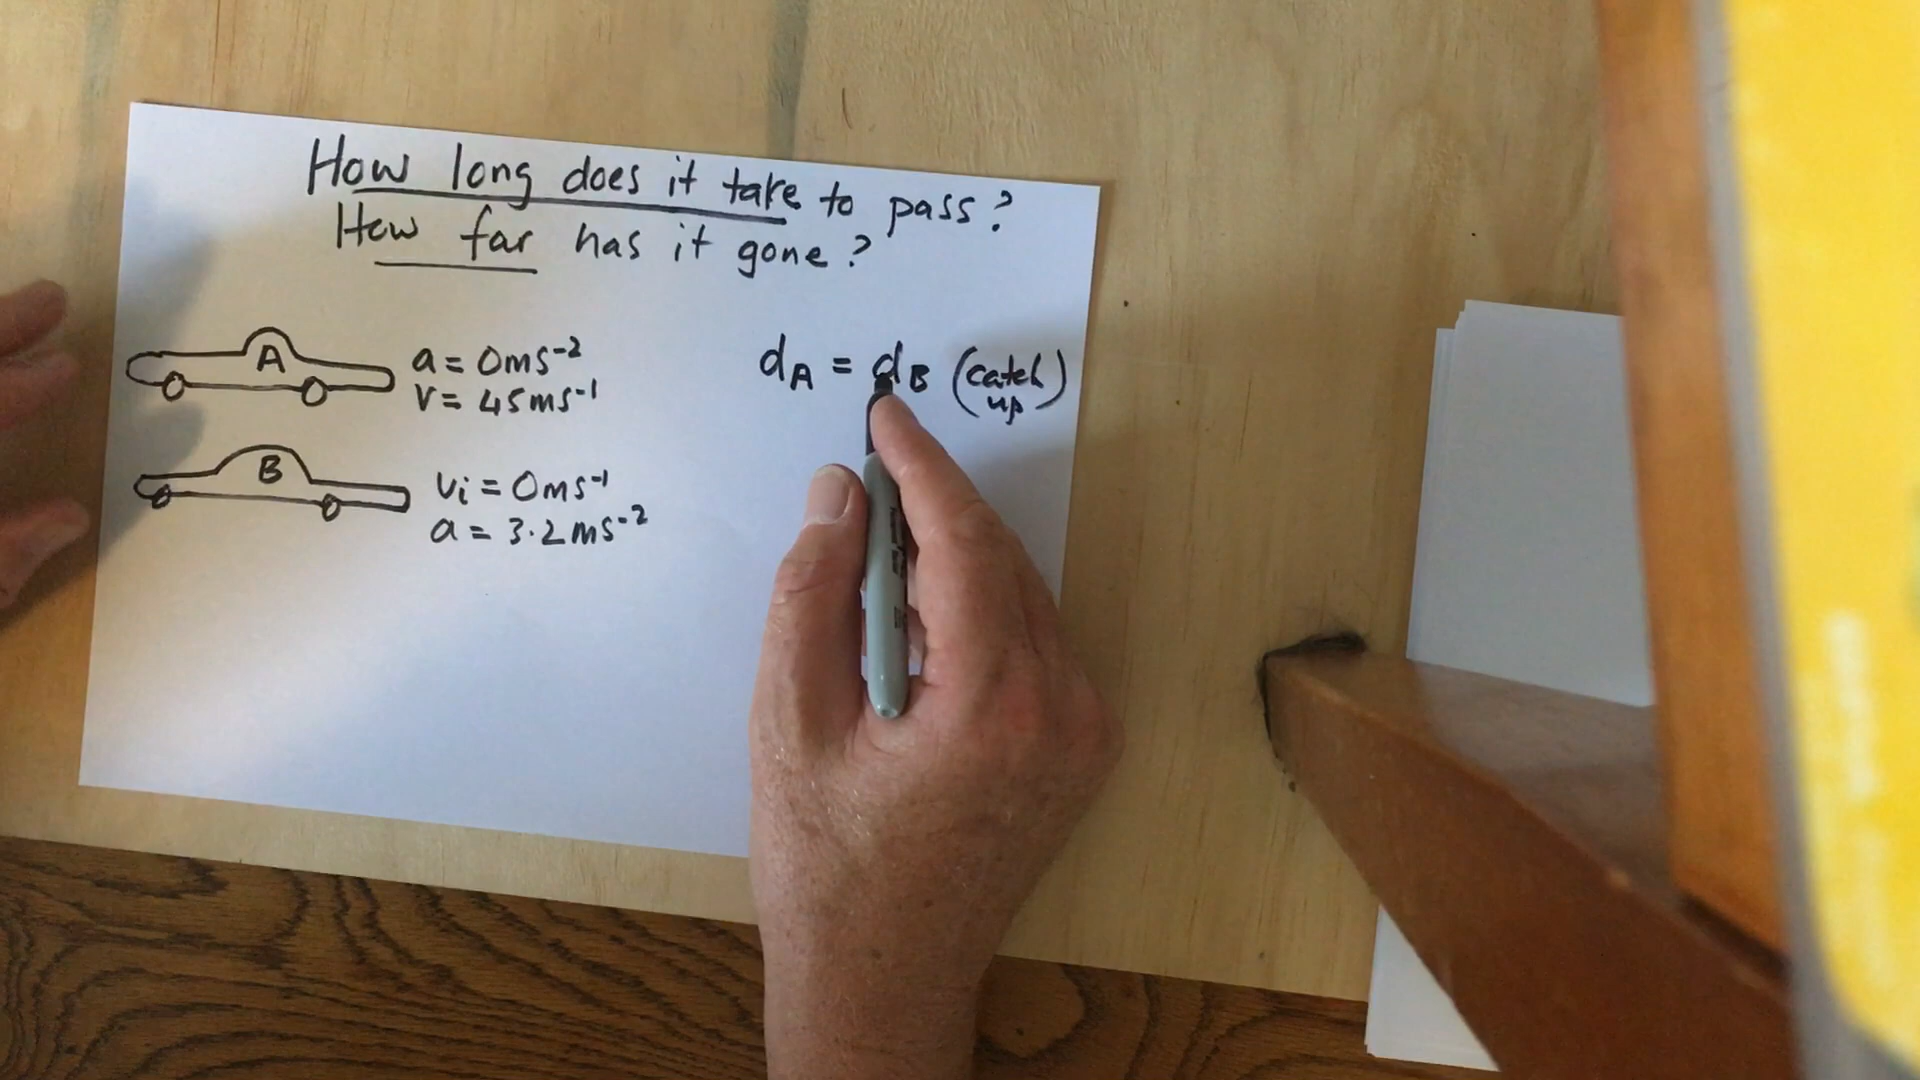 How long does it take to pass?
How far has it gone?
A
a = 0ms⁻²
v = 45ms⁻¹
dA = dB (catch up)
B
vi = 0ms⁻¹
a = 3.2ms⁻²